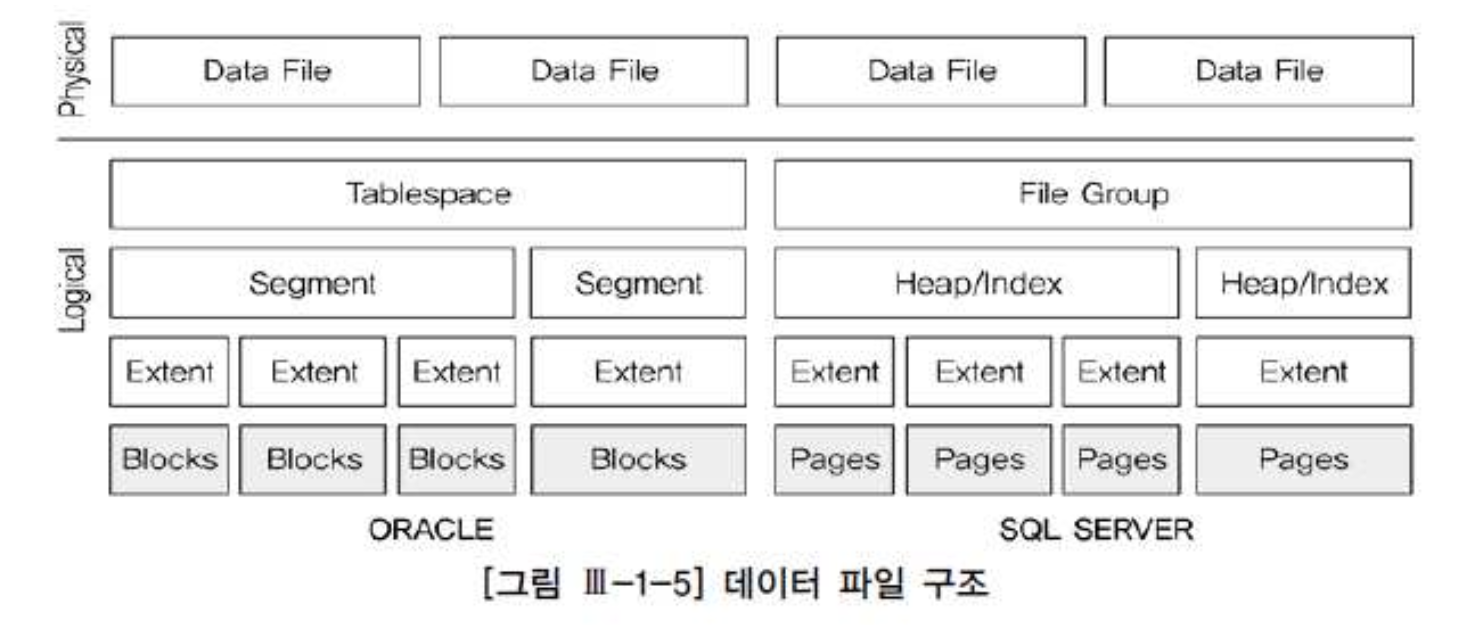 Physical
Data File Data File Data File Data File
Logical
Tablespace File Group
Segment Segment Heap/Index Heap/Index
Extent Extent Extent Extent Extent Extent Extent Extent
Blocks Blocks Blocks Blocks Pages Pages Pages Pages
ORACLE SQL SERVER
[그림 Ⅲ-1-5] 데이터 파일 구조